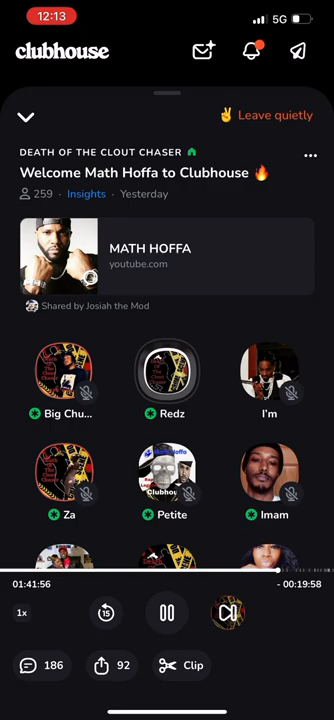 12:13
5G
clubhouse
✌️ Leave quietly
DEATH OF THE CLOUT CHASER
Welcome Math Hoffa to Clubhouse 🔥
259 · Insights · Yesterday
MATH HOFFA
youtube.com
Shared by Josiah the Mod
Big Chu...
Redz
I'm
Za
Petite
Imam
01:41:56
- 00:19:58
1x
15
186
92
Clip